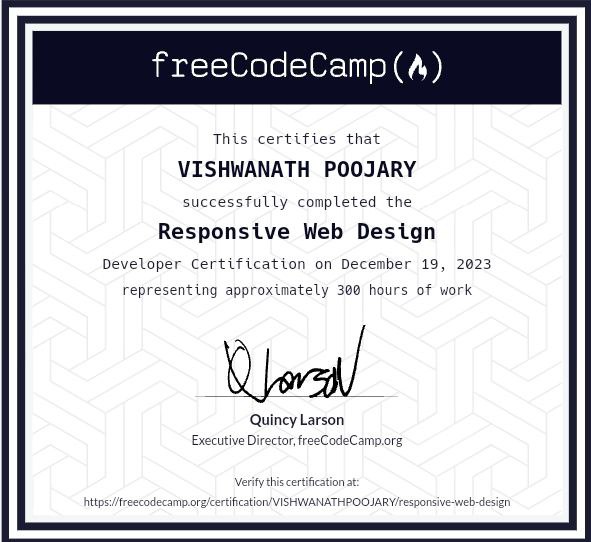 freeCodeCamp(🔥)
This certifies that
VISHWANATH POOJARY
successfully completed the
Responsive Web Design
Developer Certification on December 19, 2023
representing approximately 300 hours of work
Q Larson
Quincy Larson
Executive Director, freeCodeCamp.org
Verify this certification at:
https://freecodecamp.org/certification/VISHWANATHPOOJARY/responsive-web-design